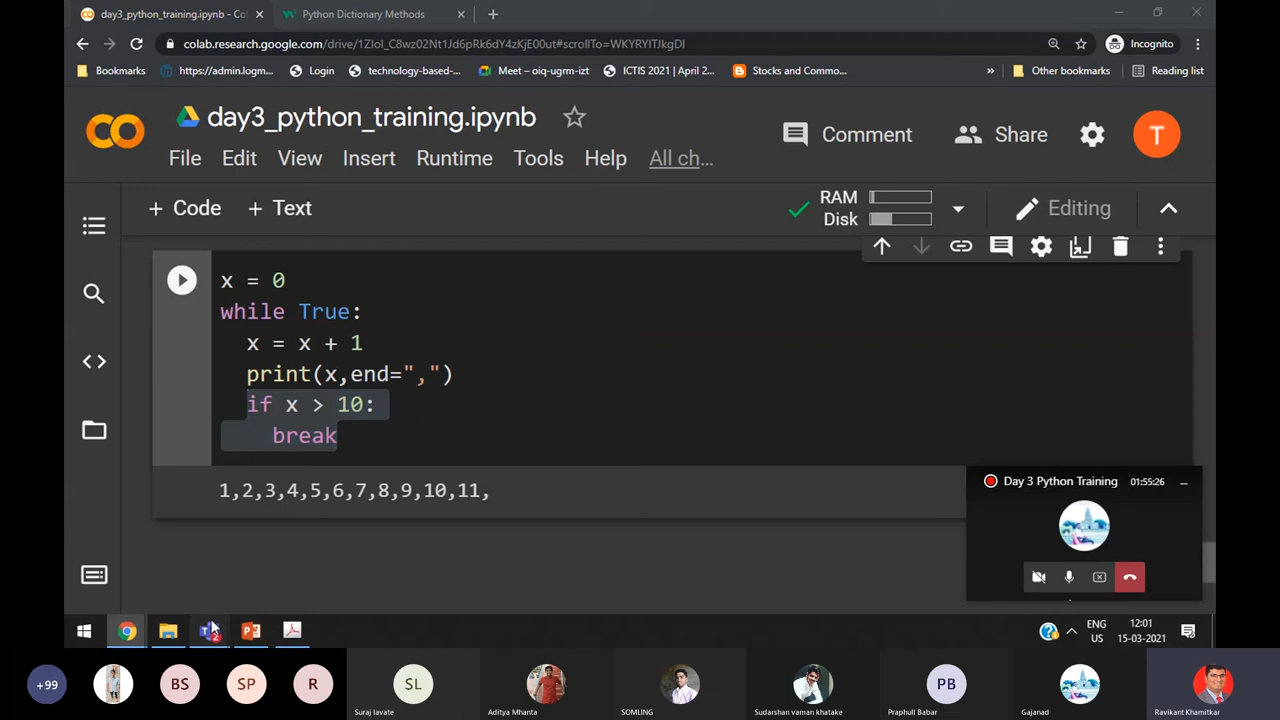 day3_python_training.ipynb - Col
Python Dictionary Methods
colab.research.google.com/drive/1ZIoI_C8wz02Nt1Jd6pRk6dY4zKjE00ut#scrollTo=WKYRYITJkgDI
Incognito
Bookmarks
https://admin.logm...
Login
technology-based-...
Meet – oiq-ugrm-izt
ICTIS 2021 | April 2...
Stocks and Commo...
»
Other bookmarks
Reading list
day3_python_training.ipynb
Comment
Share
T
File Edit View Insert Runtime Tools Help All ch...
+ Code + Text
RAM
Disk
Editing
x = 0
while True:
x = x + 1
print(x,end=",")
if x > 10:
break
1,2,3,4,5,6,7,8,9,10,11,
Day 3 Python Training 01:55:26
ENG
US
12:01
15-03-2021
+99
BS
SP
R
SL
Suraj lavate
Aditya Mhanta
SOMLING
Sudarshan vaman khatake
PB
Praphull Babar
Gajanad
Ravikant Khamitkar